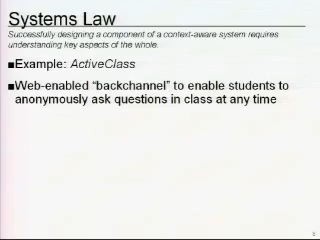 Systems Law
Successfully designing a component of a context-aware system requires
understanding key aspects of the whole.
■Example: ActiveClass
■Web-enabled “backchannel” to enable students to
anonymously ask questions in class at any time